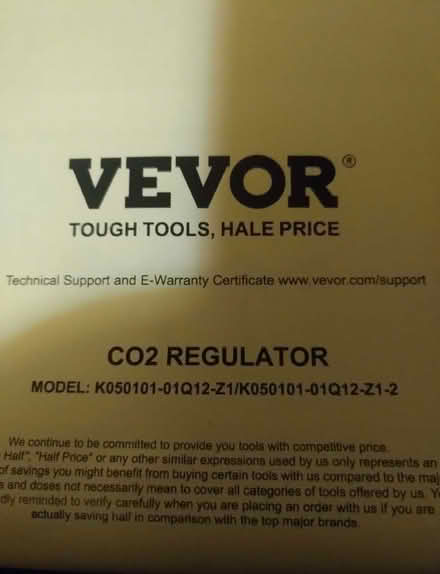 VEVOR®
TOUGH TOOLS, HALE PRICE
Technical Support and E-Warranty Certificate www.vevor.com/support
CO2 REGULATOR
MODEL: K050101-01Q12-Z1/K050101-01Q12-Z1-2
We continue to be committed to provide you tools with competitive price.
Half", "Half Price" or any other similar expressions used by us only represents an
of savings you might benefit from buying certain tools with us compared to the
and doses not necessarily mean to cover all categories of tools offered by us.
reminded to verify carefully when you are placing an order with us if you are
actually saving half in comparison with the top major brands.